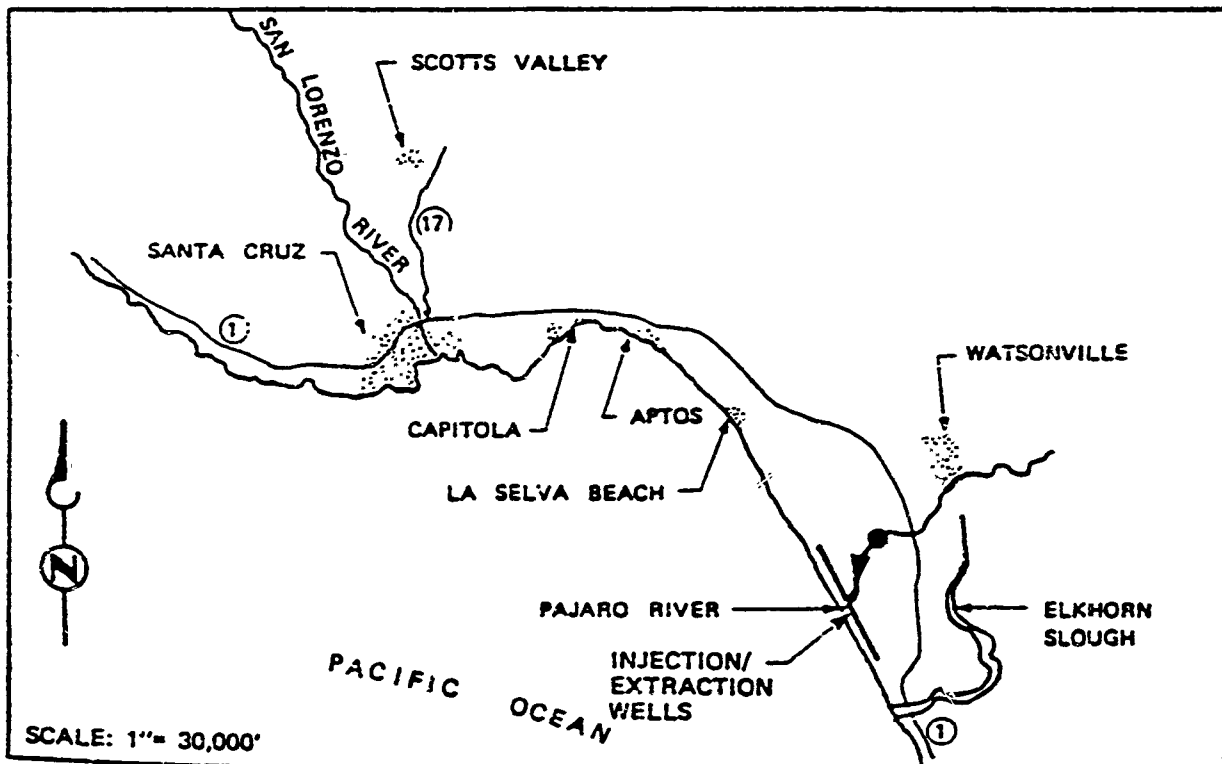 SAN LORENZO RIVER
SCOTTS VALLEY
17
SANTA CRUZ
1
WATSONVILLE
CAPITOLA
APTOS
LA SELVA BEACH
N
PAJARO RIVER
ELKHORN
SLOUGH
INJECTION/
EXTRACTION
WELLS
PACIFIC OCEAN
1
SCALE: 1"= 30,000'